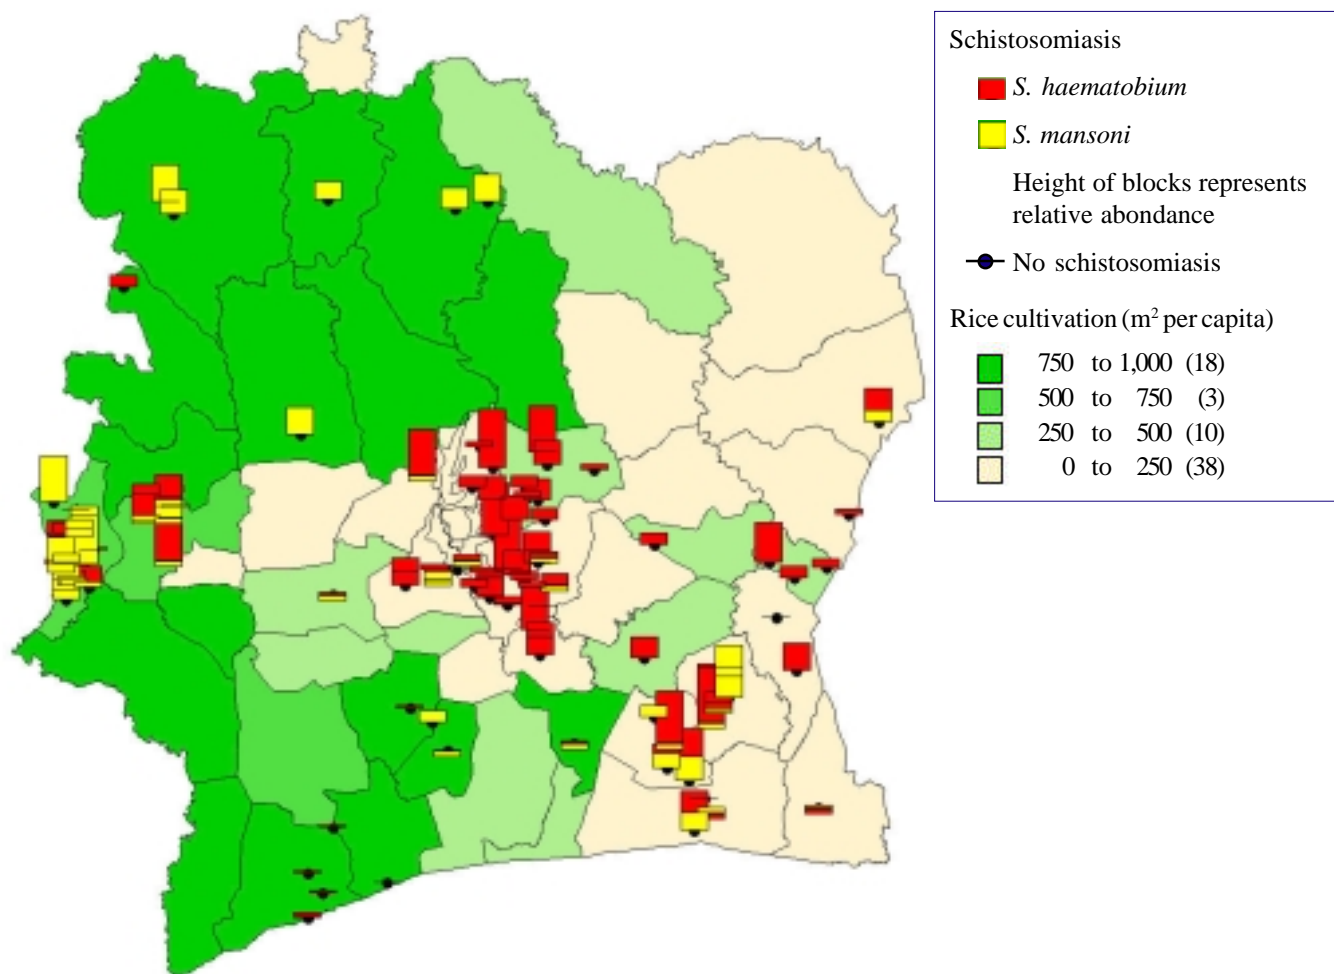 Schistosomiasis
S. haematobium
S. mansoni
Height of blocks represents
relative abondance
No schistosomiasis
Rice cultivation (m² per capita)
750 to 1,000 (18)
500 to 750 (3)
250 to 500 (10)
0 to 250 (38)